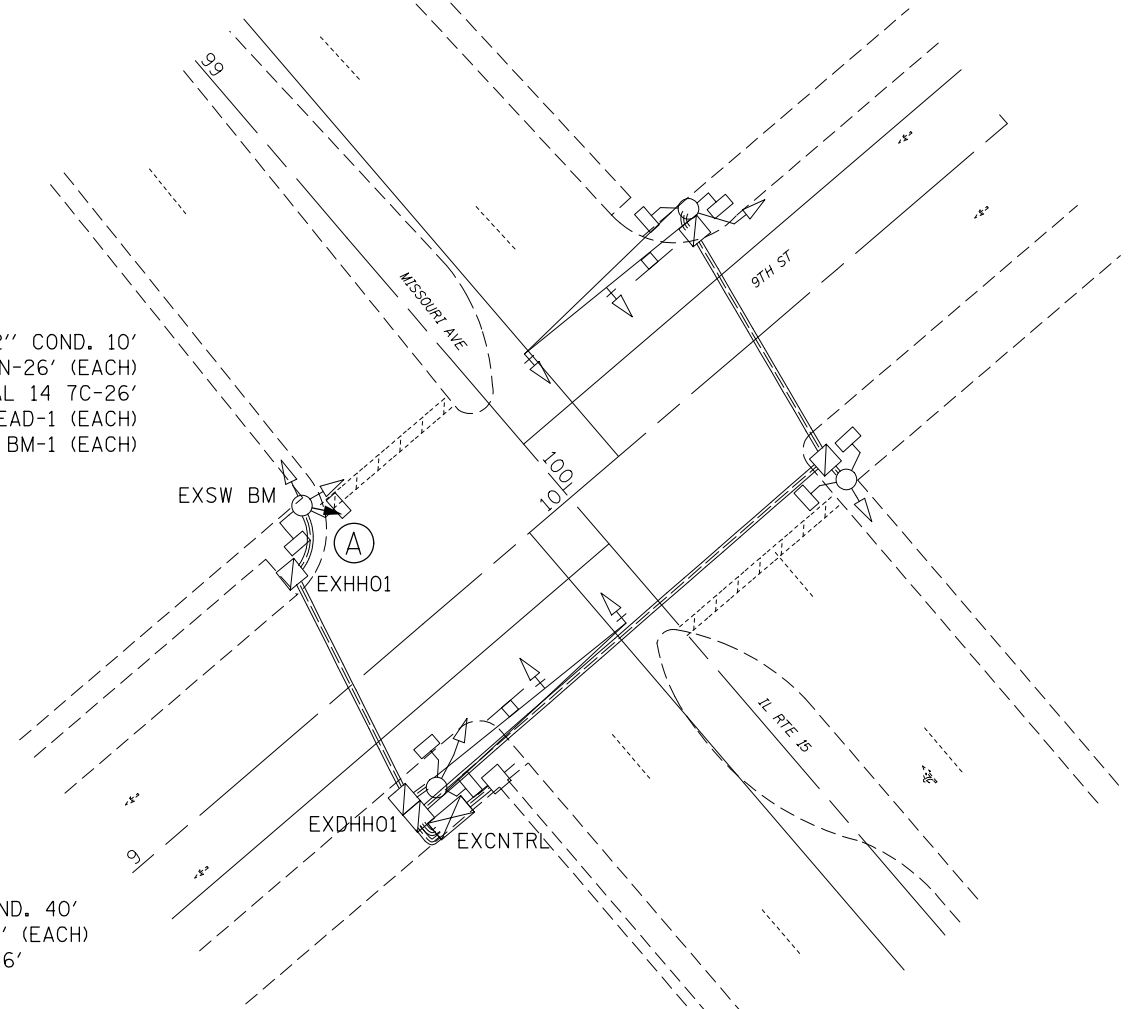 99
9TH ST
MISSOURI AVE
2'' COND. 10'
N-26' (EACH)
AL 14 7C-26'
EAD-1 (EACH)
BM-1 (EACH)
100
10
EXSW BM
A
EXHH01
IL RTE 15
EXDHH01
EXCNTRL
9
ND. 40'
' (EACH)
6'